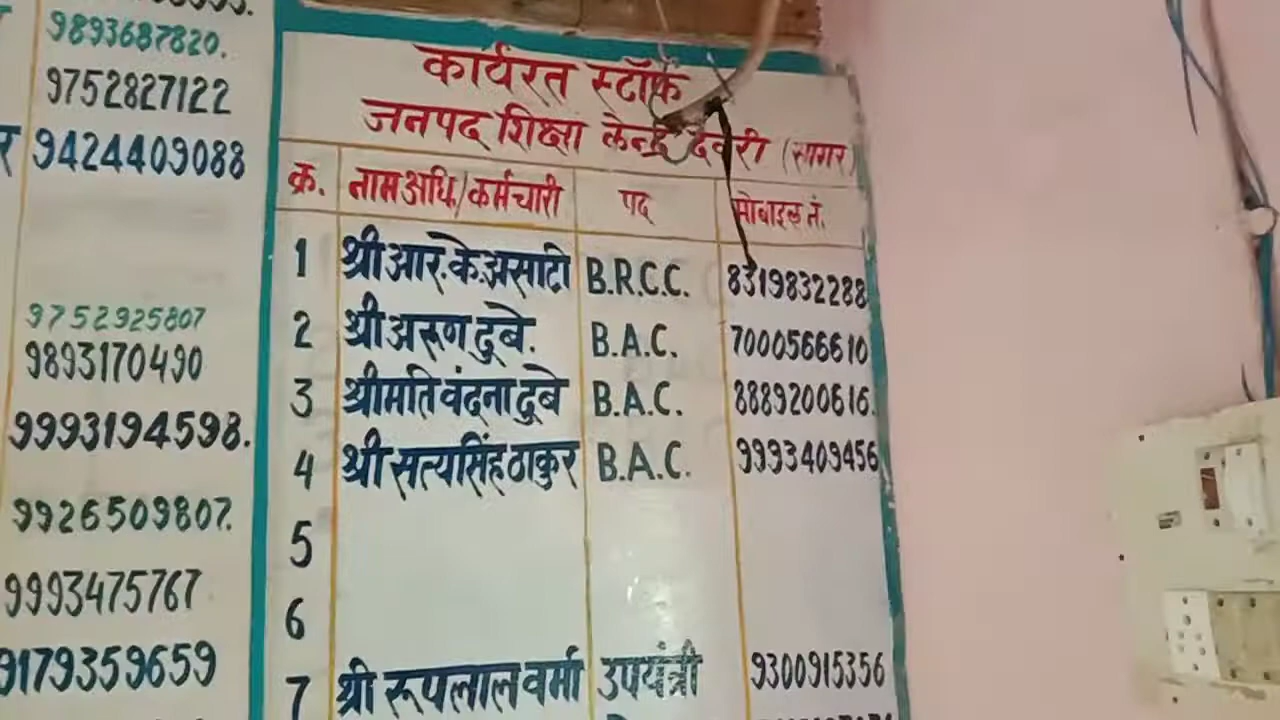 9893687820.
9752827122
र 9424409088
9752925807
9893170490
9993194598.
9926509807.
9993475767
9179359659
कार्यरत स्टॉफ
जनपद शिक्षा केन्द्र देवरी (सागर)
क्र. नाम अधि./कर्मचारी पद मोबाइल नं.
1 श्री आर.के.असाटी B.R.C.C. 8319832288
2 श्री अरूण दुबे. B.A.C. 7000566610
3 श्रीमति वंदना दुबे B.A.C. 8889200616.
4 श्री सत्यसिंह ठाकुर B.A.C. 9993409456
5
6
7 श्री रूपलाल वर्मा उपयंत्री 9300915356